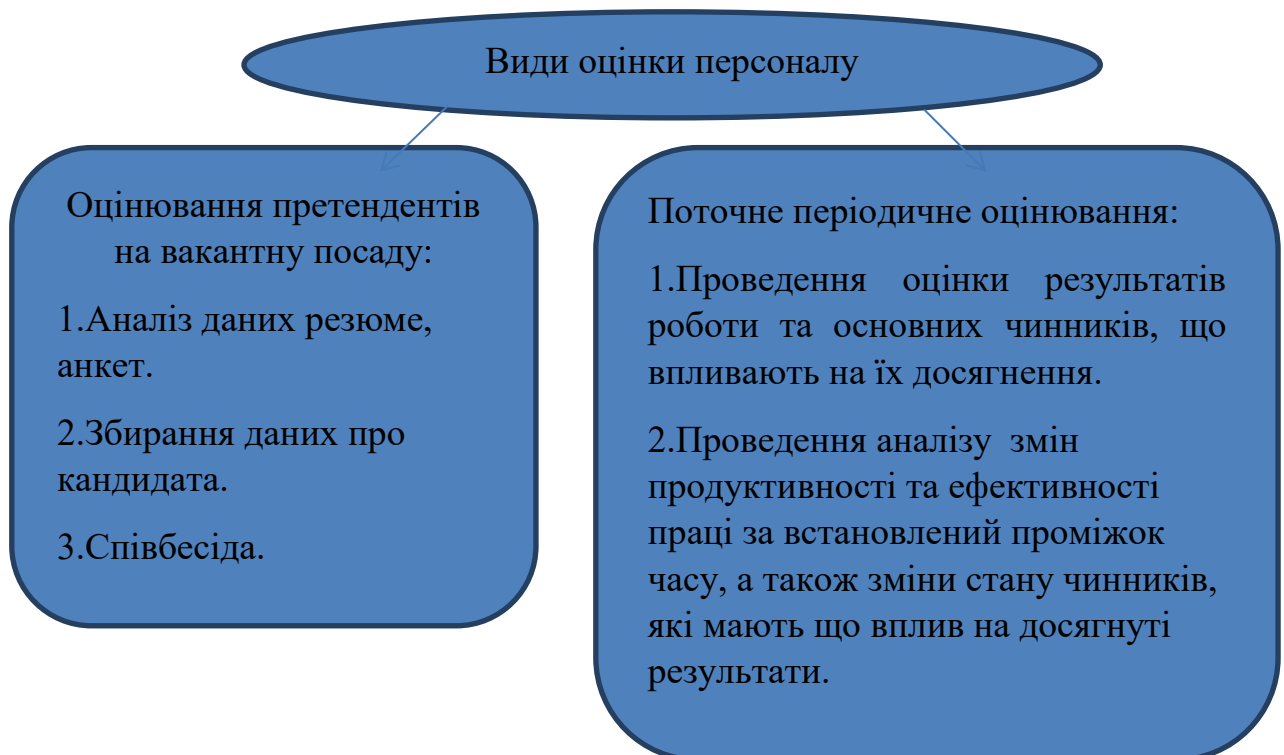 Види оцінки персоналу
Оцінювання претендентів
на вакантну посаду:
1.Аналіз даних резюме,
анкет.
2.Збирання даних про
кандидата.
3.Співбесіда.
Поточне періодичне оцінювання:
1.Проведення оцінки результатів
роботи та основних чинників, що
впливають на їх досягнення.
2.Проведення аналізу  змін
продуктивності та ефективності
праці за встановлений проміжок
часу, а також зміни стану чинників,
які мають що вплив на досягнуті
результати.